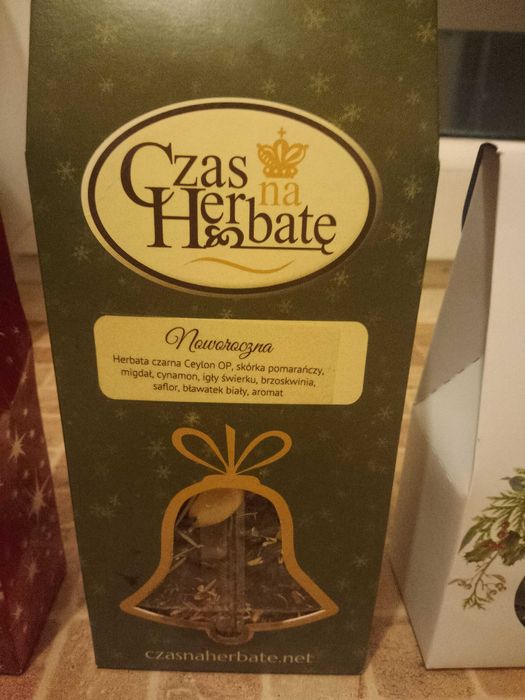 Czas
na
Herbatę
Noworoczna
Herbata czarna Ceylon OP, skórka pomarańczy,
migdał, cynamon, igły świerku, brzoskwinia,
saflor, bławatek biały, aromat
czasnaherbate.net